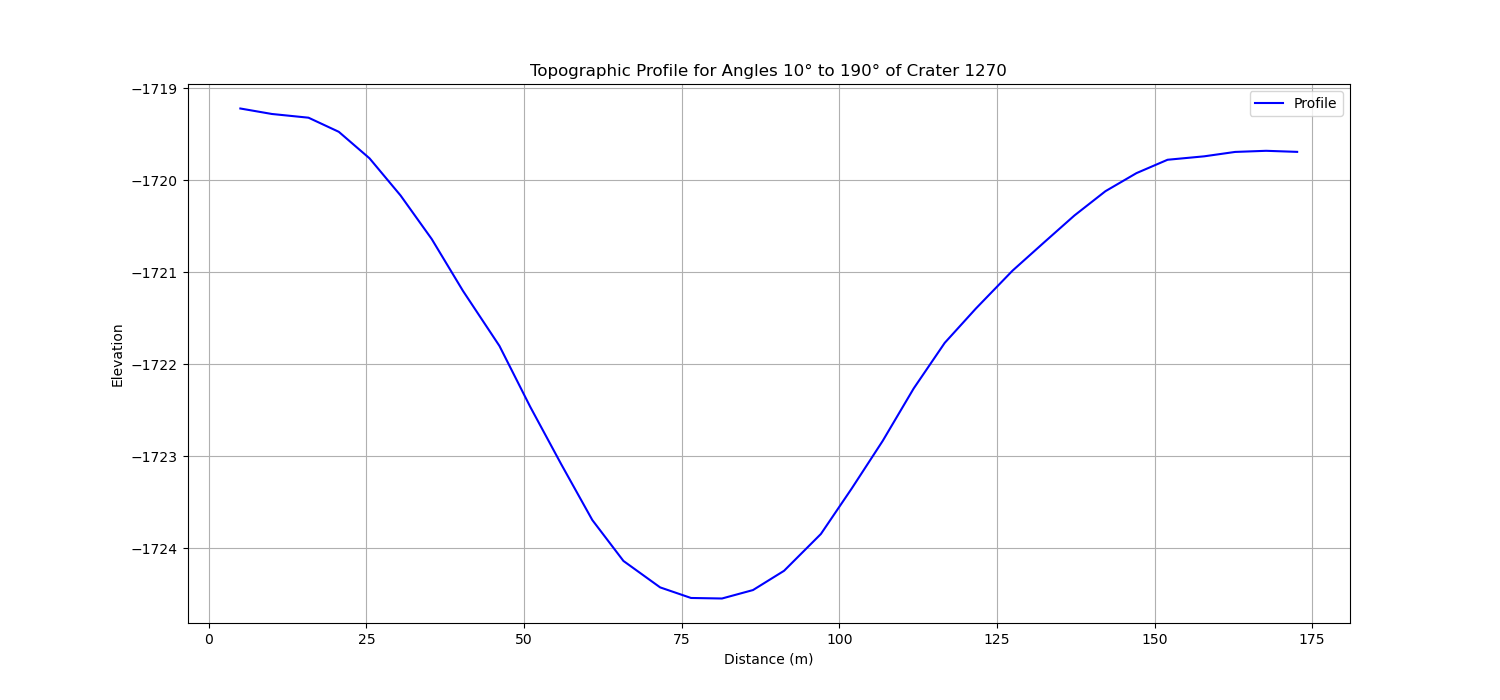 Topographic Profile for Angles 10° to 190° of Crater 1270
Profile
−1719
−1720
−1721
−1722
−1723
−1724
Elevation
0 25 50 75 100 125 150 175
Distance (m)